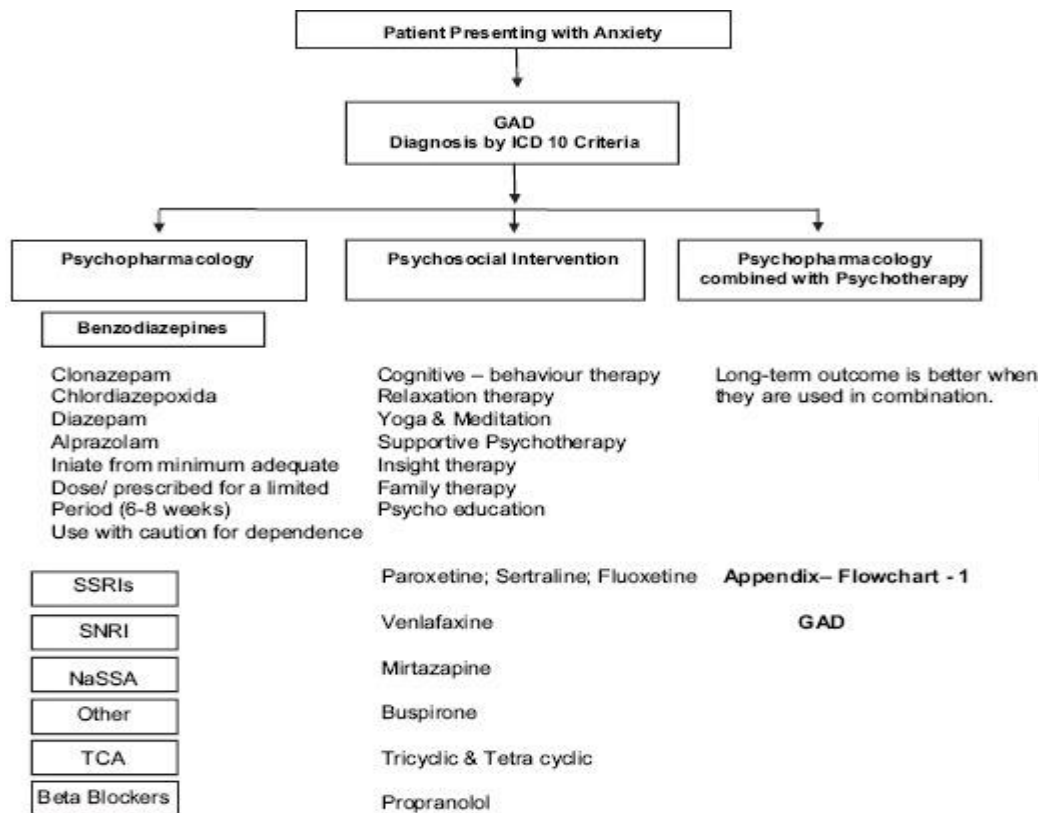 Patient Presenting with Anxiety
GAD
Diagnosis by ICD 10 Criteria
Psychopharmacology
Psychosocial Intervention
Psychopharmacology
combined with Psychotherapy
Benzodiazepines
Clonazepam
Chlordiazepoxida
Diazepam
Alprazolam
Iniate from minimum adequate
Dose/ prescribed for a limited
Period (6-8 weeks)
Use with caution for dependence
Cognitive – behaviour therapy
Relaxation therapy
Yoga & Meditation
Supportive Psychotherapy
Insight therapy
Family therapy
Psycho education
Long-term outcome is better when
they are used in combination.
SSRIs
Paroxetine; Sertraline; Fluoxetine
SNRI
Venlafaxine
NaSSA
Mirtazapine
Other
Buspirone
TCA
Tricyclic & Tetra cyclic
Beta Blockers
Propranolol
Appendix– Flowchart - 1
GAD